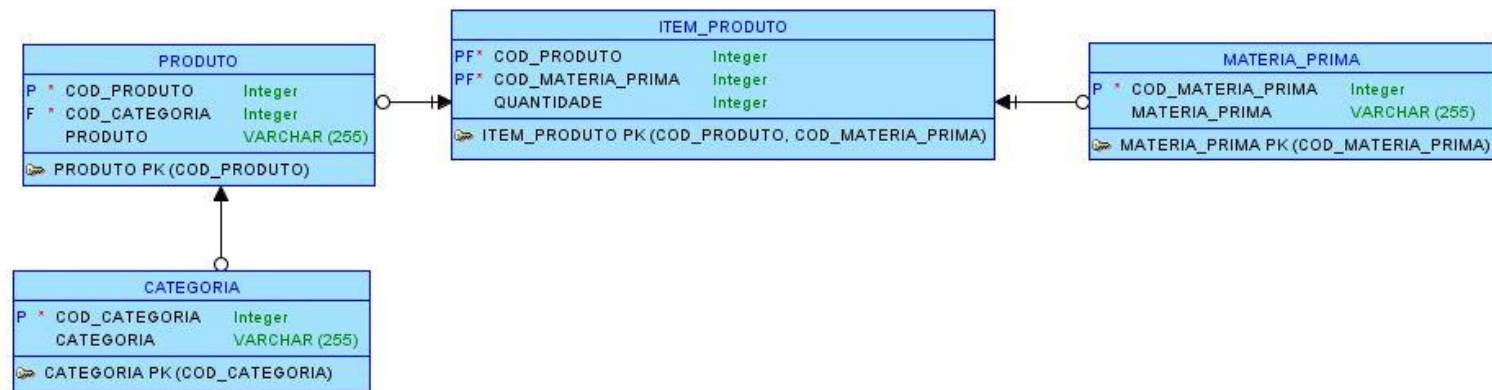 PRODUTO
P * COD_PRODUTO Integer
F * COD_CATEGORIA Integer
PRODUTO VARCHAR (255)
PRODUTO PK (COD_PRODUTO)
ITEM_PRODUTO
PF* COD_PRODUTO Integer
PF* COD_MATERIA_PRIMA Integer
QUANTIDADE Integer
ITEM_PRODUTO PK (COD_PRODUTO, COD_MATERIA_PRIMA)
MATERIA_PRIMA
P * COD_MATERIA_PRIMA Integer
MATERIA_PRIMA VARCHAR (255)
MATERIA_PRIMA PK (COD_MATERIA_PRIMA)
CATEGORIA
P * COD_CATEGORIA Integer
CATEGORIA VARCHAR (255)
CATEGORIA PK (COD_CATEGORIA)